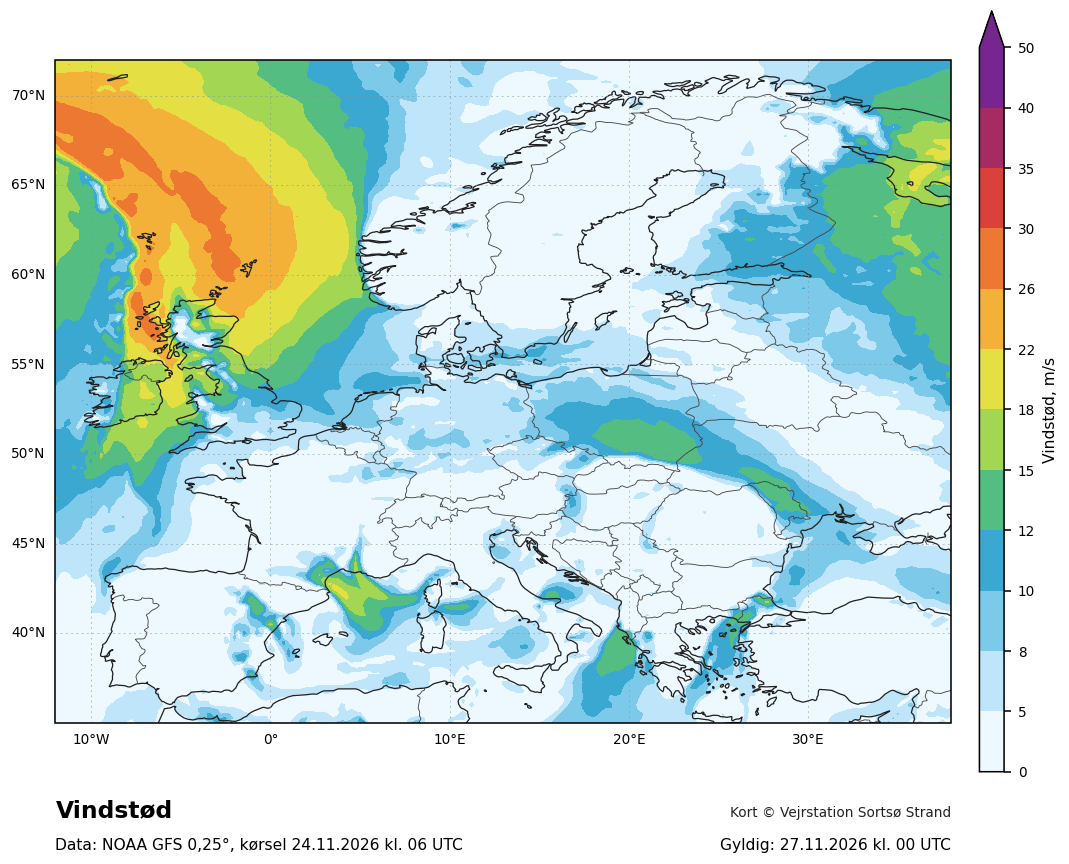 70°N
65°N
60°N
55°N
50°N
45°N
40°N
10°W
0°
10°E
20°E
30°E
50
40
35
30
26
22
18
15
12
10
8
5
0
Vindstød, m/s
Vindstød
Kort © Vejrstation Sortsø Strand
Data: NOAA GFS 0,25°, kørsel 24.11.2026 kl. 06 UTC
Gyldig: 27.11.2026 kl. 00 UTC